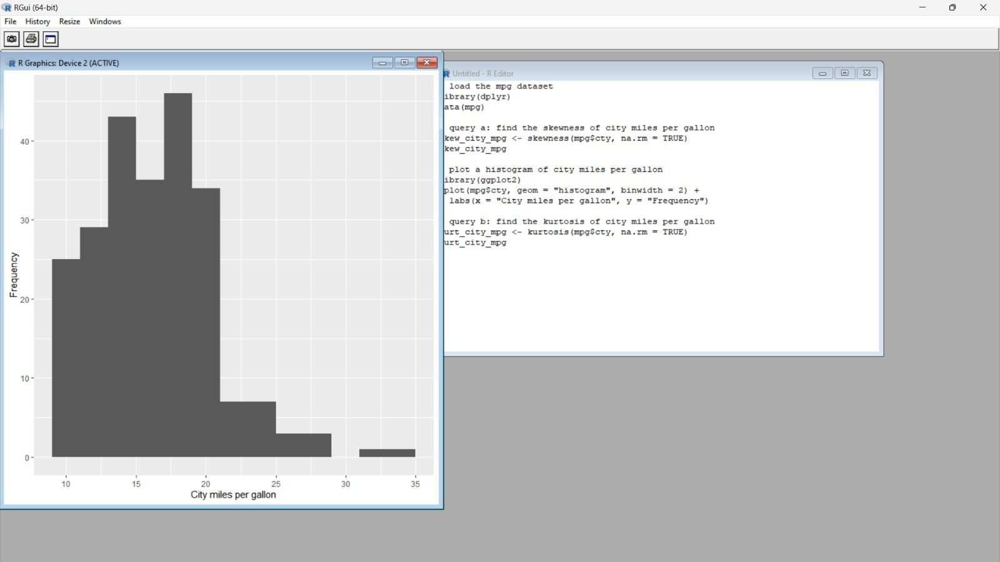 RGui (64-bit)
File History Resize Windows
R Graphics: Device 2 (ACTIVE)
40
30
20
10
0
Frequency
10 15 20 25 30 35
City miles per gallon
Untitled - R Editor
load the mpg dataset
ibrary(dplyr)
ata(mpg)
query a: find the skewness of city miles per gallon
kew_city_mpg <- skewness(mpg$cty, na.rm = TRUE)
kew_city_mpg
plot a histogram of city miles per gallon
ibrary(ggplot2)
plot(mpg$cty, geom = "histogram", binwidth = 2) +
labs(x = "City miles per gallon", y = "Frequency")
query b: find the kurtosis of city miles per gallon
urt_city_mpg <- kurtosis(mpg$cty, na.rm = TRUE)
urt_city_mpg